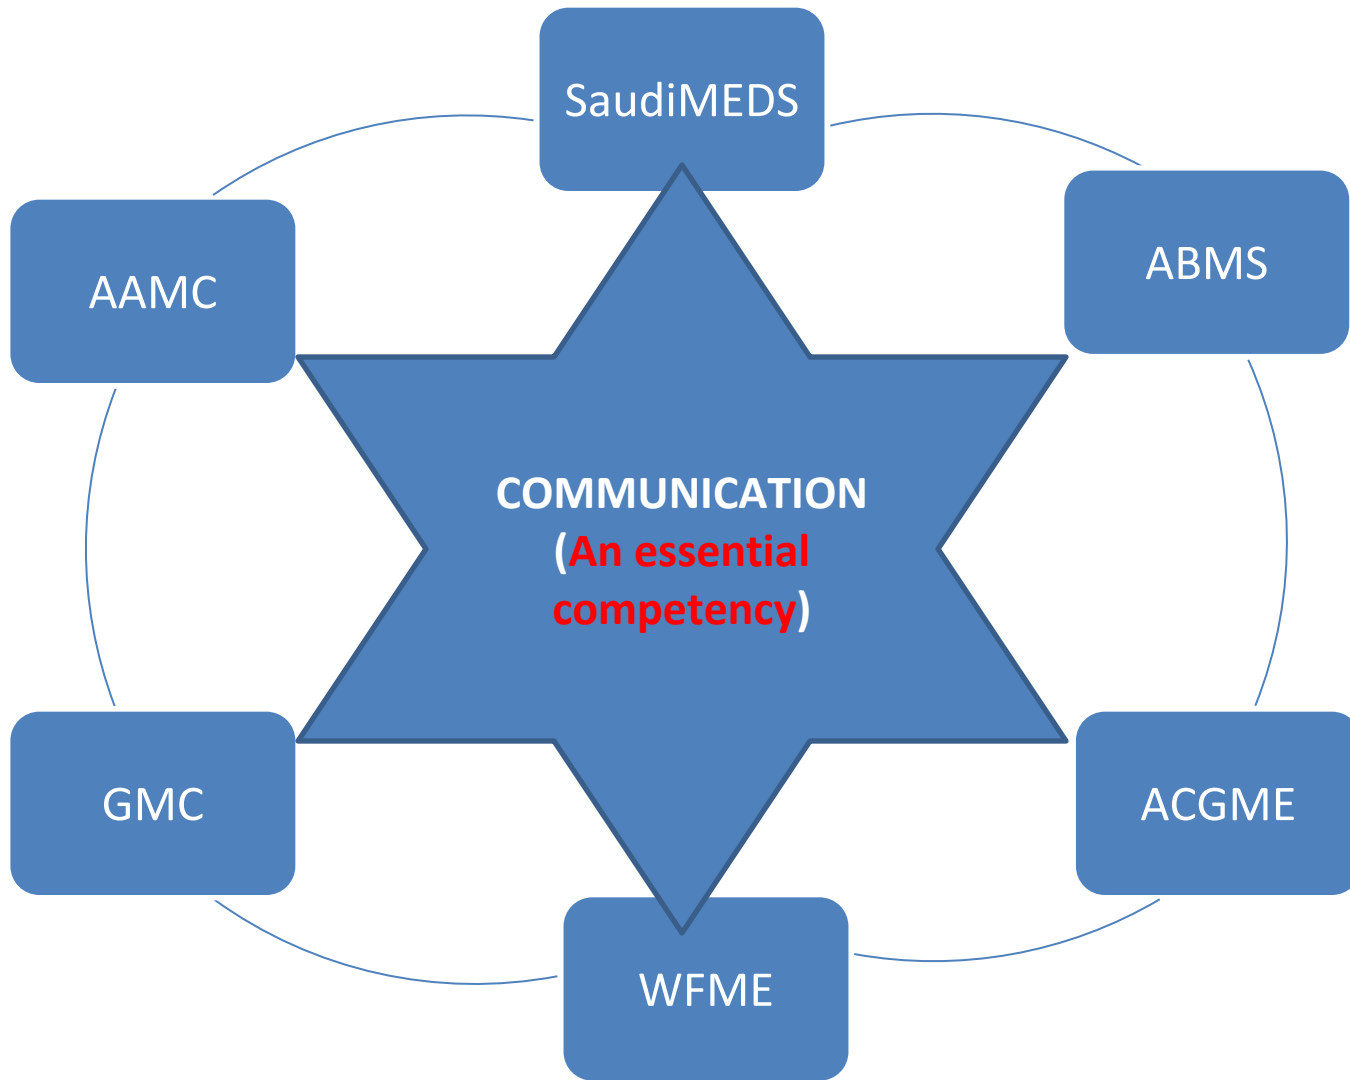 SaudiMEDS
AAMC
ABMS
COMMUNICATION
(An essential
competency)
GMC
ACGME
WFME